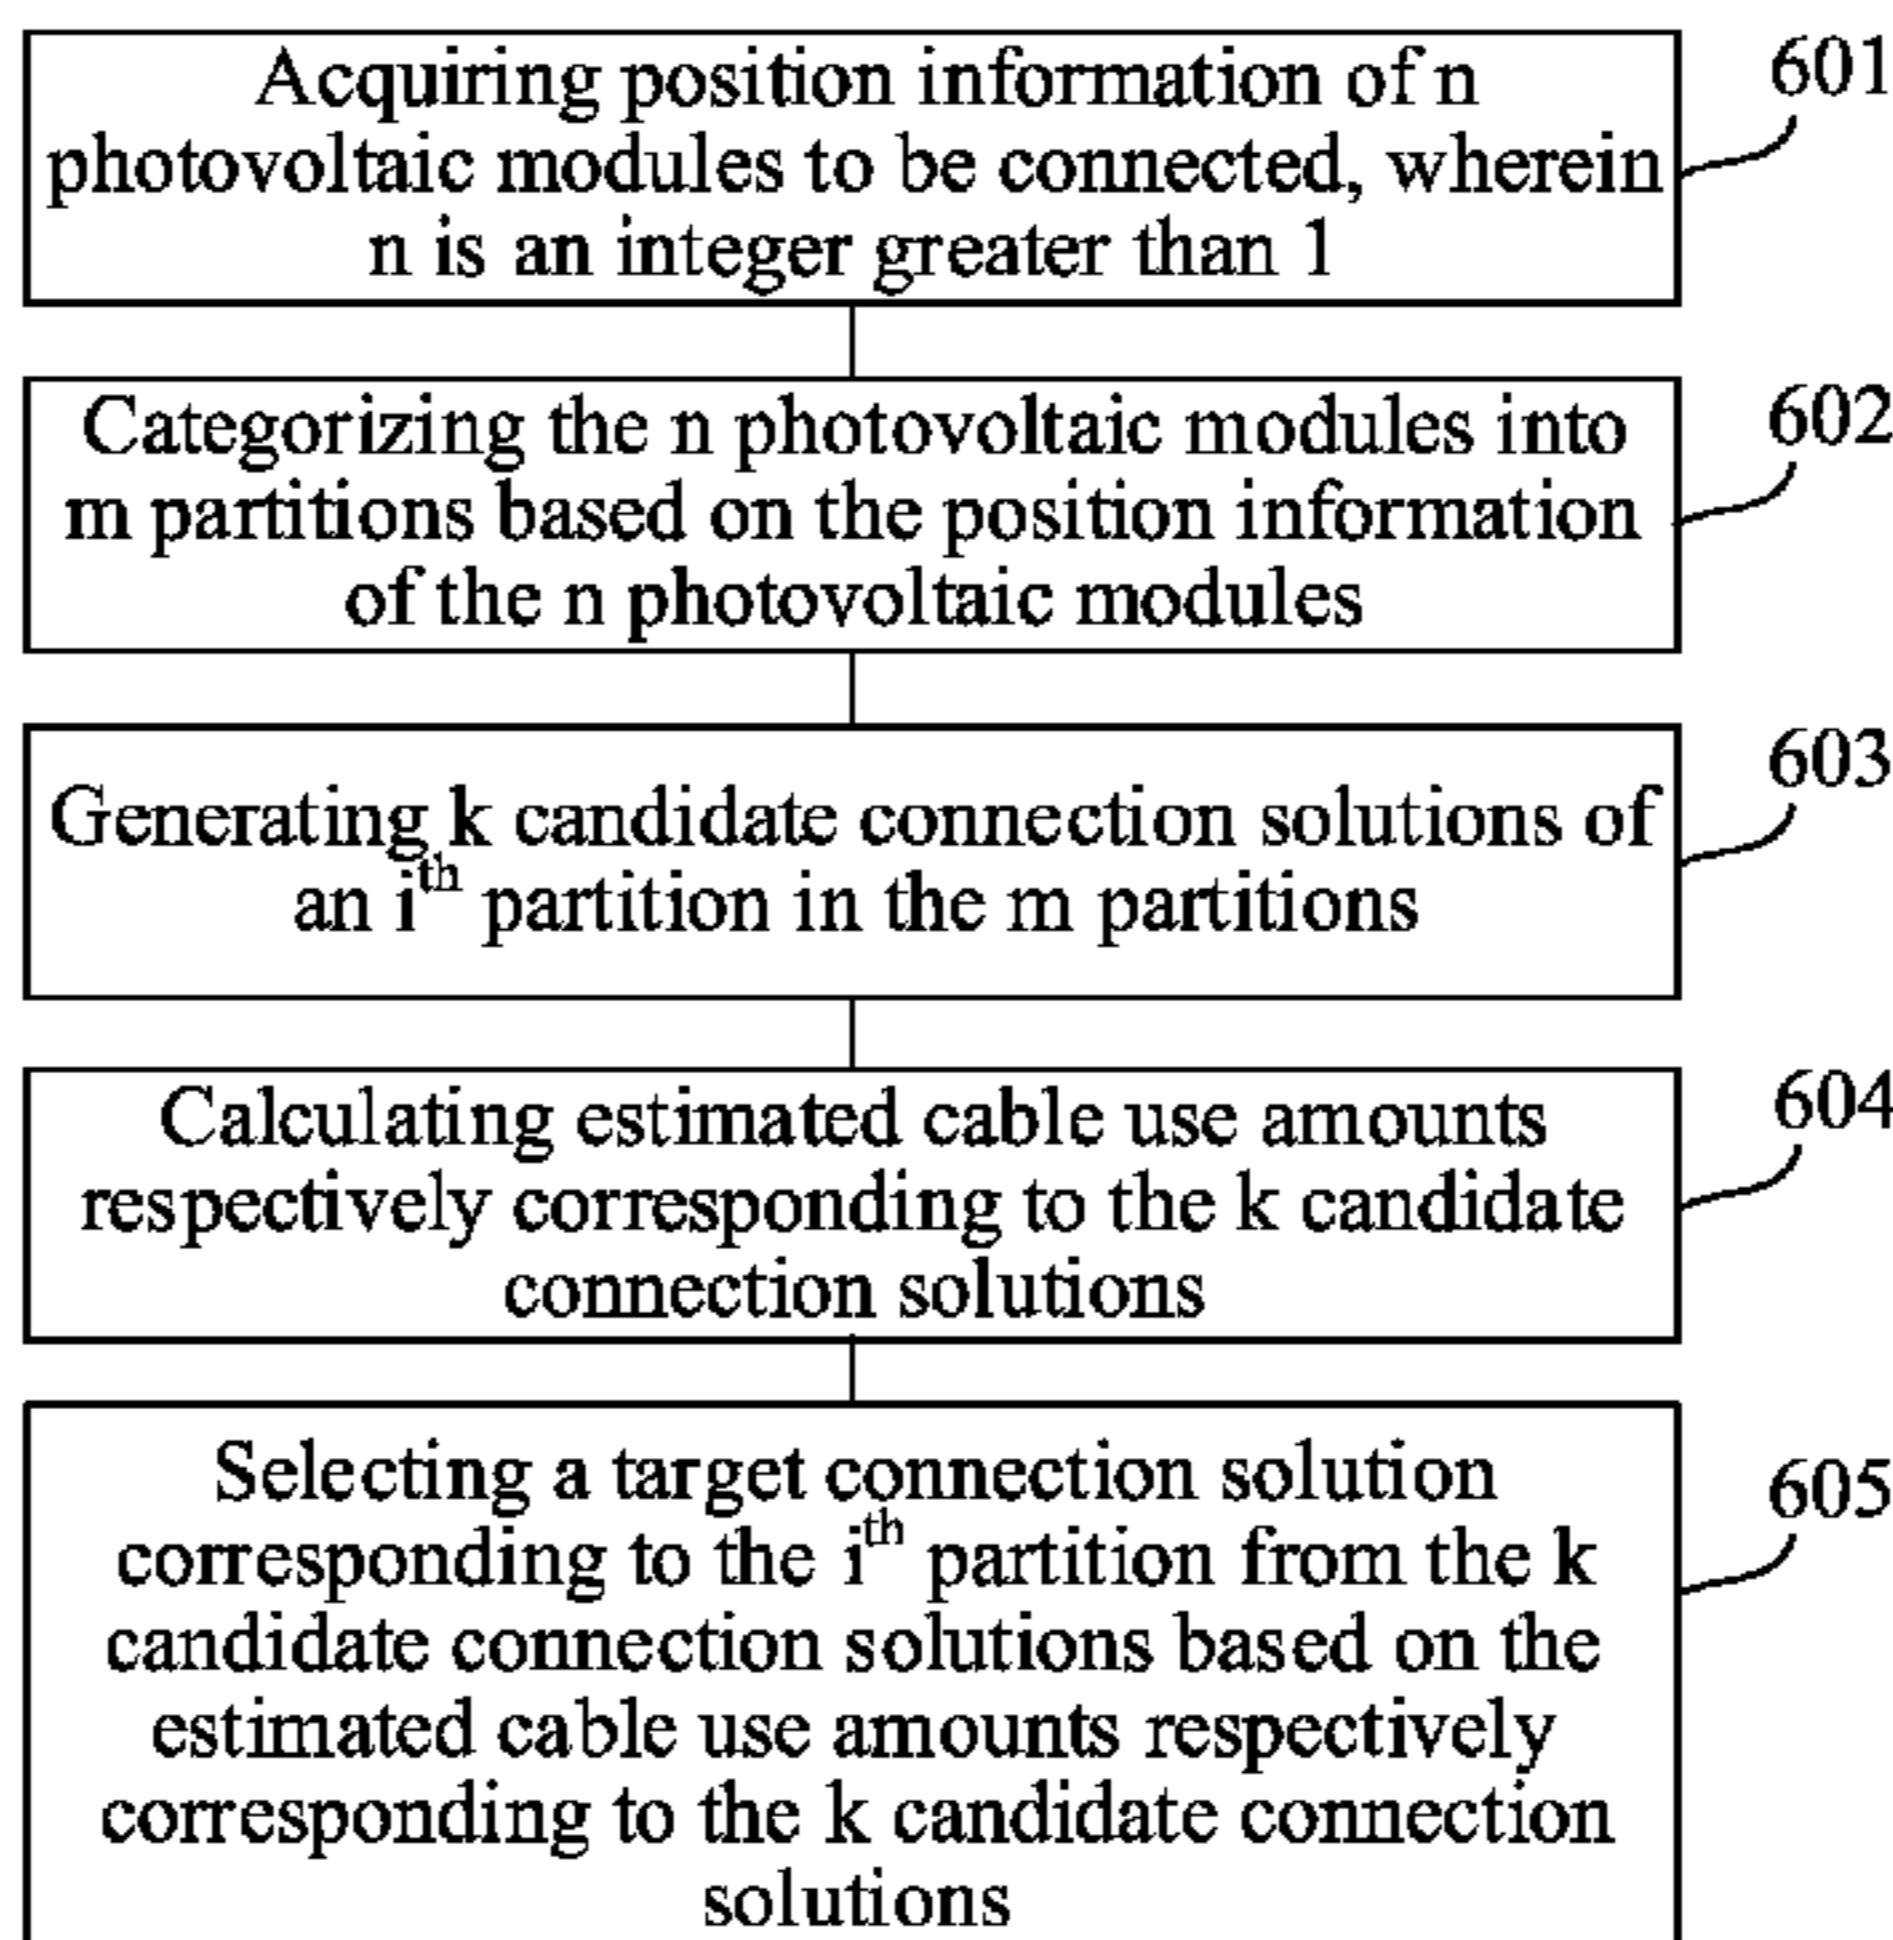 Acquiring position information of n
photovoltaic modules to be connected, wherein
n is an integer greater than 1
601
Categorizing the n photovoltaic modules into
m partitions based on the position information
of the n photovoltaic modules
602
Generating k candidate connection solutions of
an iᵗʰ partition in the m partitions
603
Calculating estimated cable use amounts
respectively corresponding to the k candidate
connection solutions
604
Selecting a target connection solution
corresponding to the iᵗʰ partition from the k
candidate connection solutions based on the
estimated cable use amounts respectively
corresponding to the k candidate connection
solutions
605